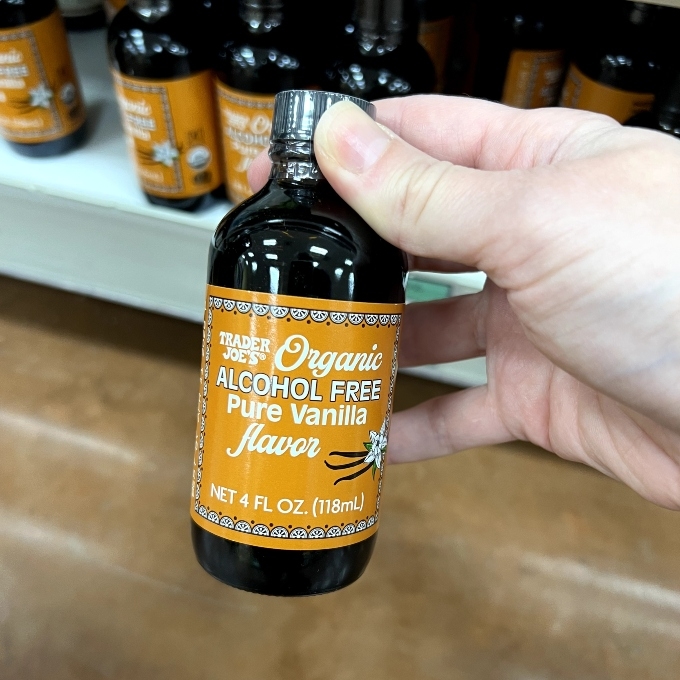 TRADER JOE'S® Organic
ALCOHOL FREE
Pure Vanilla
flavor
NET 4 FL OZ. (118mL)